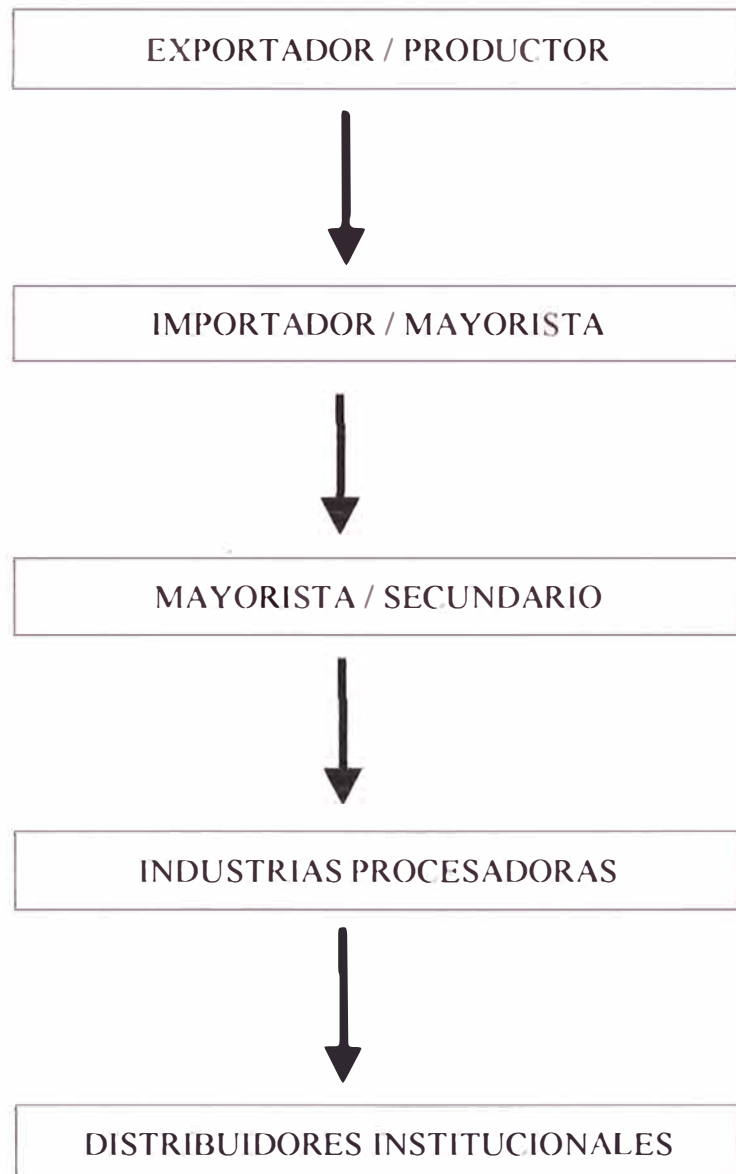 EXPORTADOR / PRODUCTOR
IMPORTADOR / MAYORISTA
MAYORISTA / SECUNDARIO
INDUSTRIAS PROCESADORAS
DISTRIBUIDORES INSTITUCIONALES